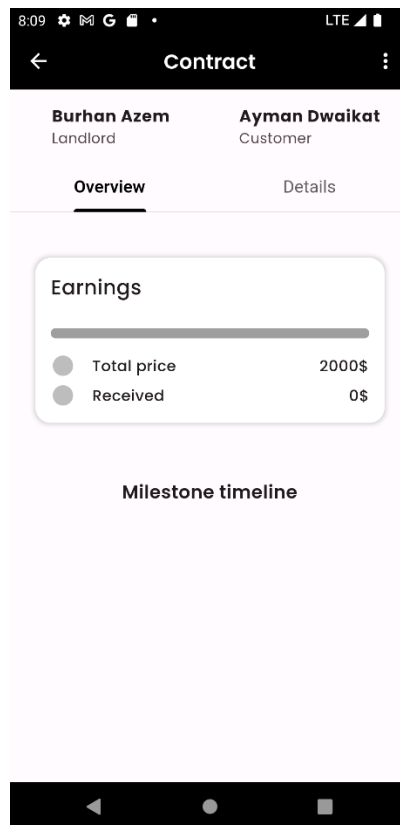 8:09 G LTE
Contract
Burhan Azem Ayman Dwaikat
Landlord Customer
Overview Details
Earnings
Total price 2000$
Received 0$
Milestone timeline